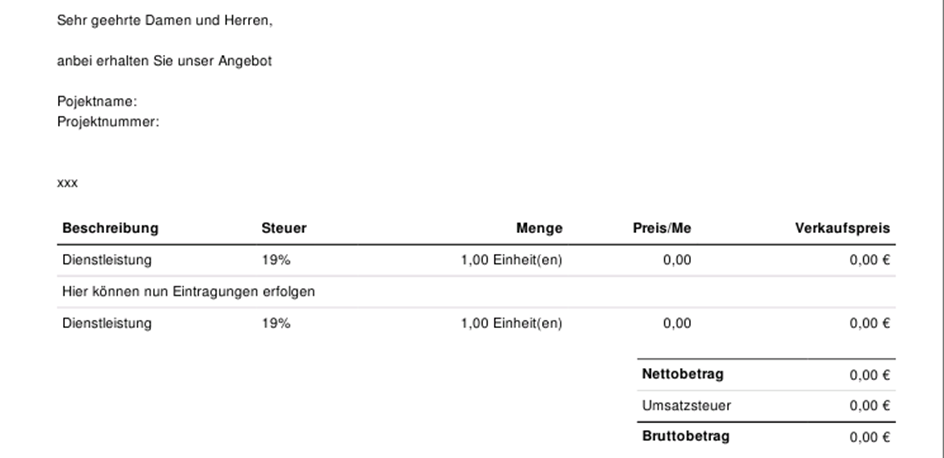 Sehr geehrte Damen und Herren,
anbei erhalten Sie unser Angebot
Pojektname:
Projektnummer:
xxx
Beschreibung Steuer Menge Preis/Me Verkaufspreis
Dienstleistung 19% 1,00 Einheit(en) 0,00 0,00 €
Hier können nun Eintragungen erfolgen
Dienstleistung 19% 1,00 Einheit(en) 0,00 0,00 €
Nettobetrag 0,00 €
Umsatzsteuer 0,00 €
Bruttobetrag 0,00 €